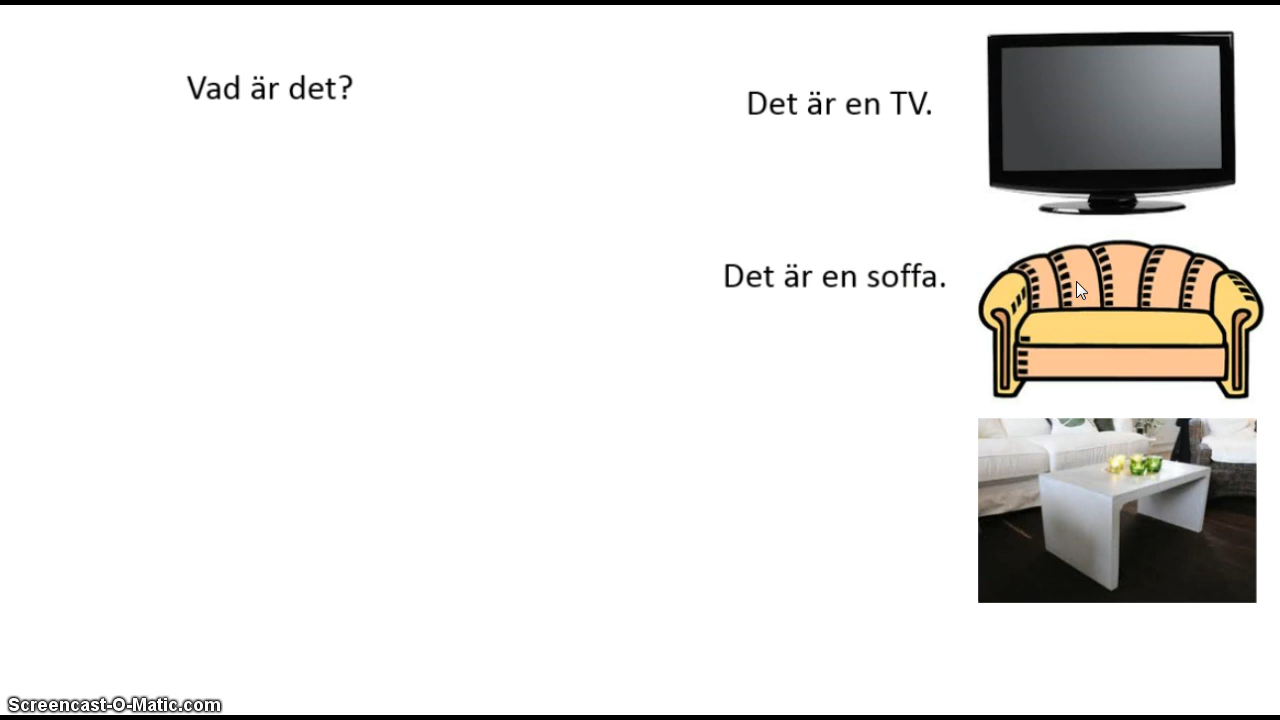 Vad är det?
Det är en TV.
Det är en soffa.
Screencast-O-Matic.com